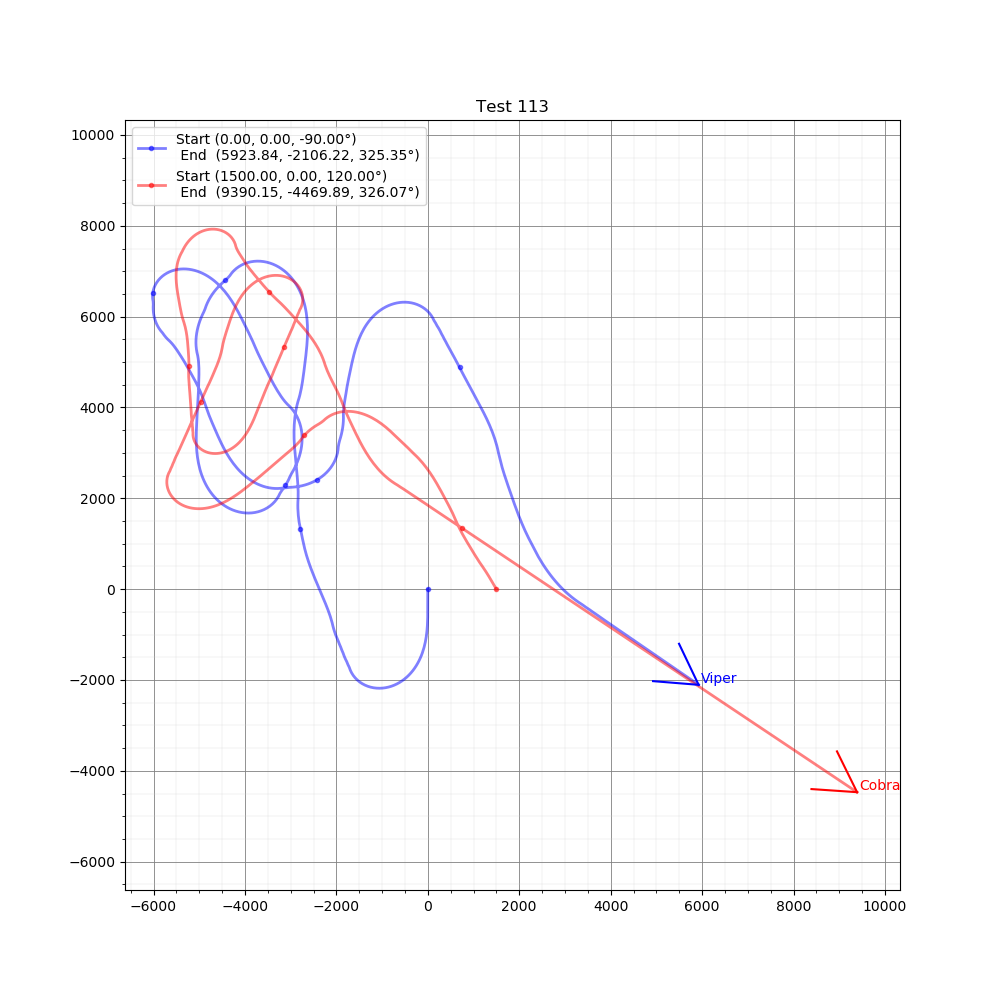 Test 113
Start (0.00, 0.00, -90.00°)
End  (5923.84, -2106.22, 325.35°)
Start (1500.00, 0.00, 120.00°)
End  (9390.15, -4469.89, 326.07°)
10000
8000
6000
4000
2000
0
−2000
−4000
−6000
Viper
Cobra
−6000 −4000 −2000 0 2000 4000 6000 8000 10000